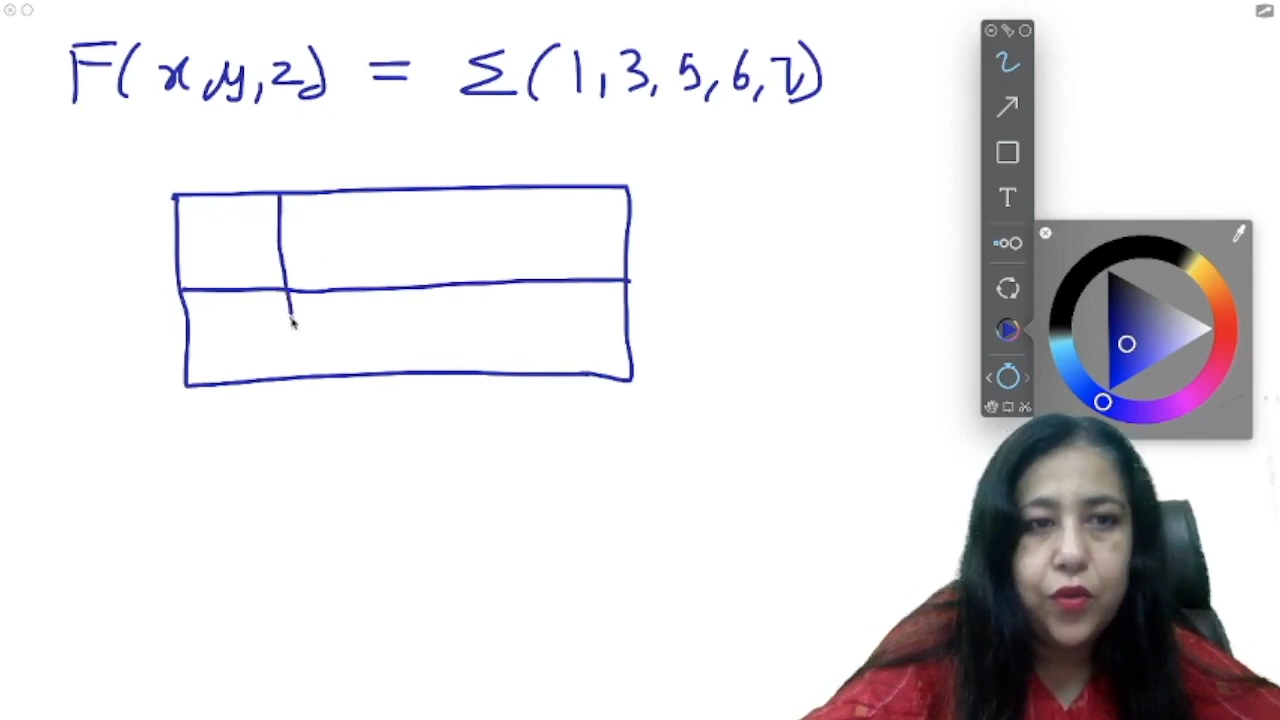 F(x,y,z) = Σ(1,3,5,6,7)
T